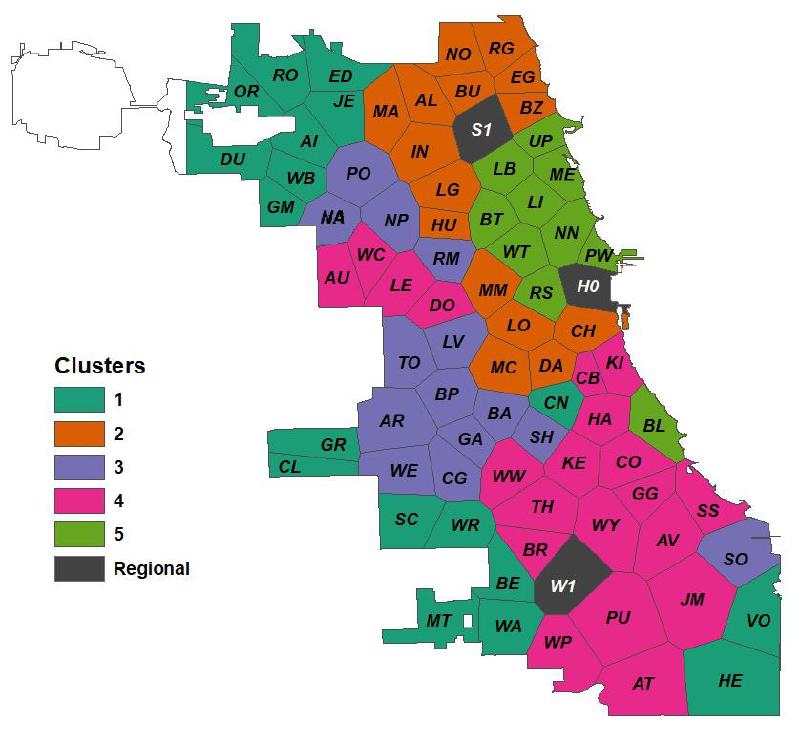 NO
RG
RO
ED
EG
OR
BU
JE
AL
MA
BZ
S1
AI
UP
IN
DU
LB
PO
ME
WB
LG
LI
GM
BT
NP
HU
NN
WC
WT
PW
RM
AU
LE
MM
RS
H0
DO
LO
CH
LV
TO
KI
MC
DA
CB
BP
CN
BA
AR
HA
BL
GA
SH
GR
CL
WE
CG
WW
KE
CO
GG
TH
SS
SC
WR
WY
AV
BR
SO
BE
W1
JM
MT
WA
PU
VO
WP
AT
HE
Clusters
1
2
3
4
5
Regional